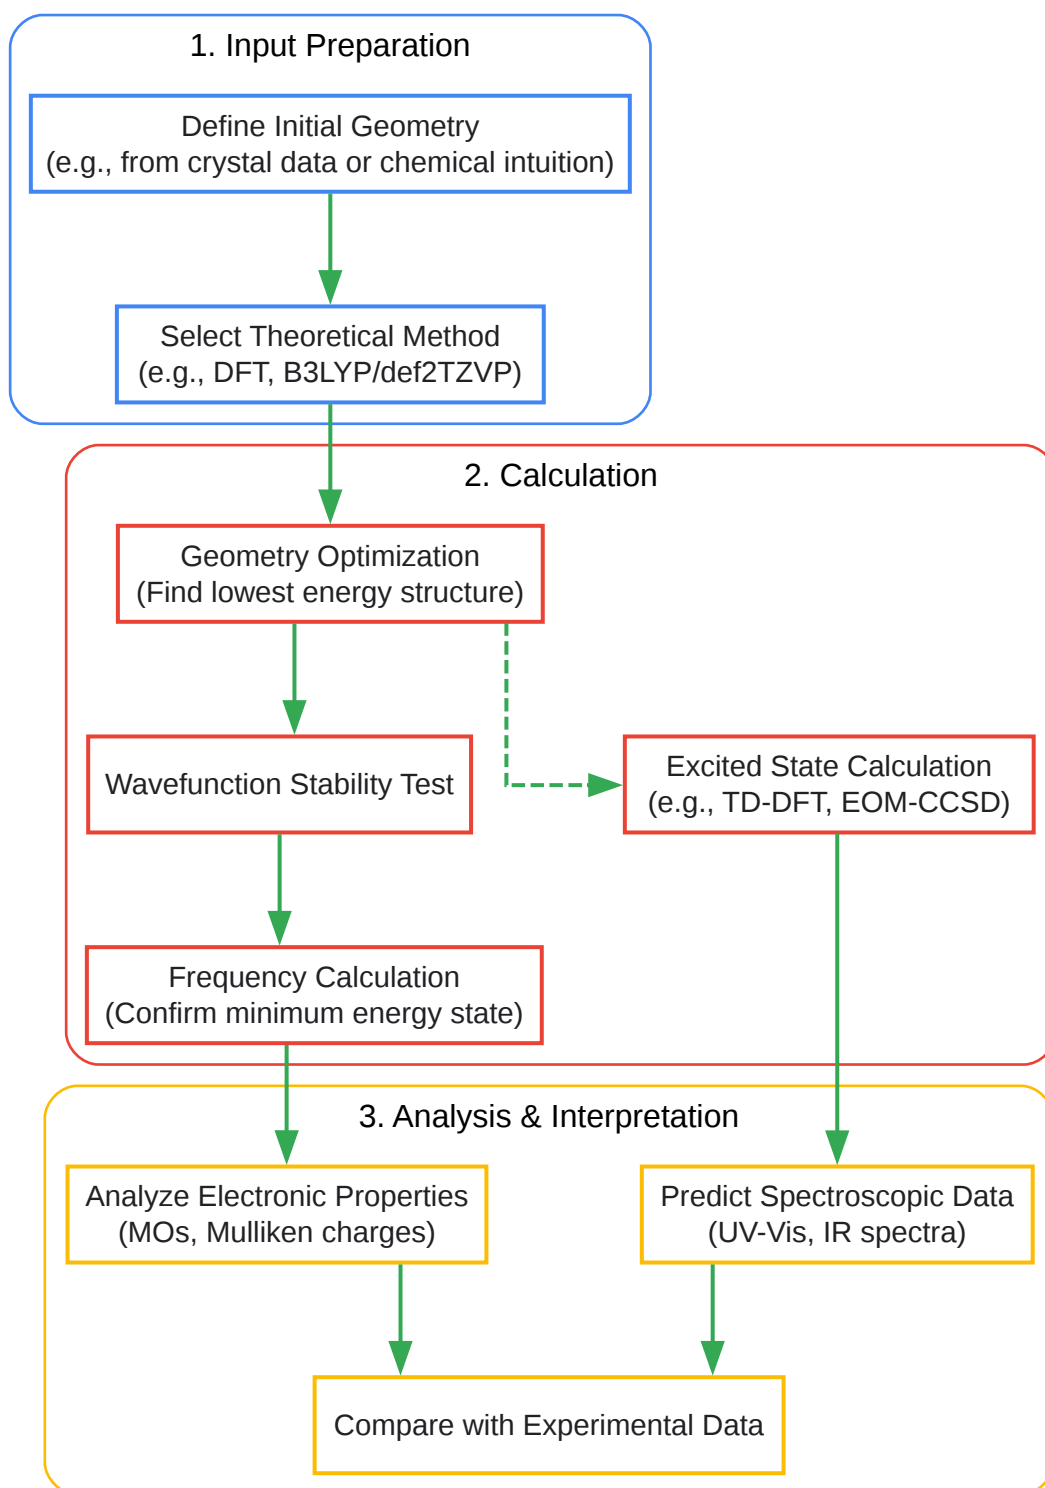 1. Input Preparation
Define Initial Geometry
(e.g., from crystal data or chemical intuition)
Select Theoretical Method
(e.g., DFT, B3LYP/def2TZVP)
2. Calculation
Geometry Optimization
(Find lowest energy structure)
Wavefunction Stability Test
Excited State Calculation
(e.g., TD-DFT, EOM-CCSD)
Frequency Calculation
(Confirm minimum energy state)
3. Analysis & Interpretation
Analyze Electronic Properties
(MOs, Mulliken charges)
Predict Spectroscopic Data
(UV-Vis, IR spectra)
Compare with Experimental Data